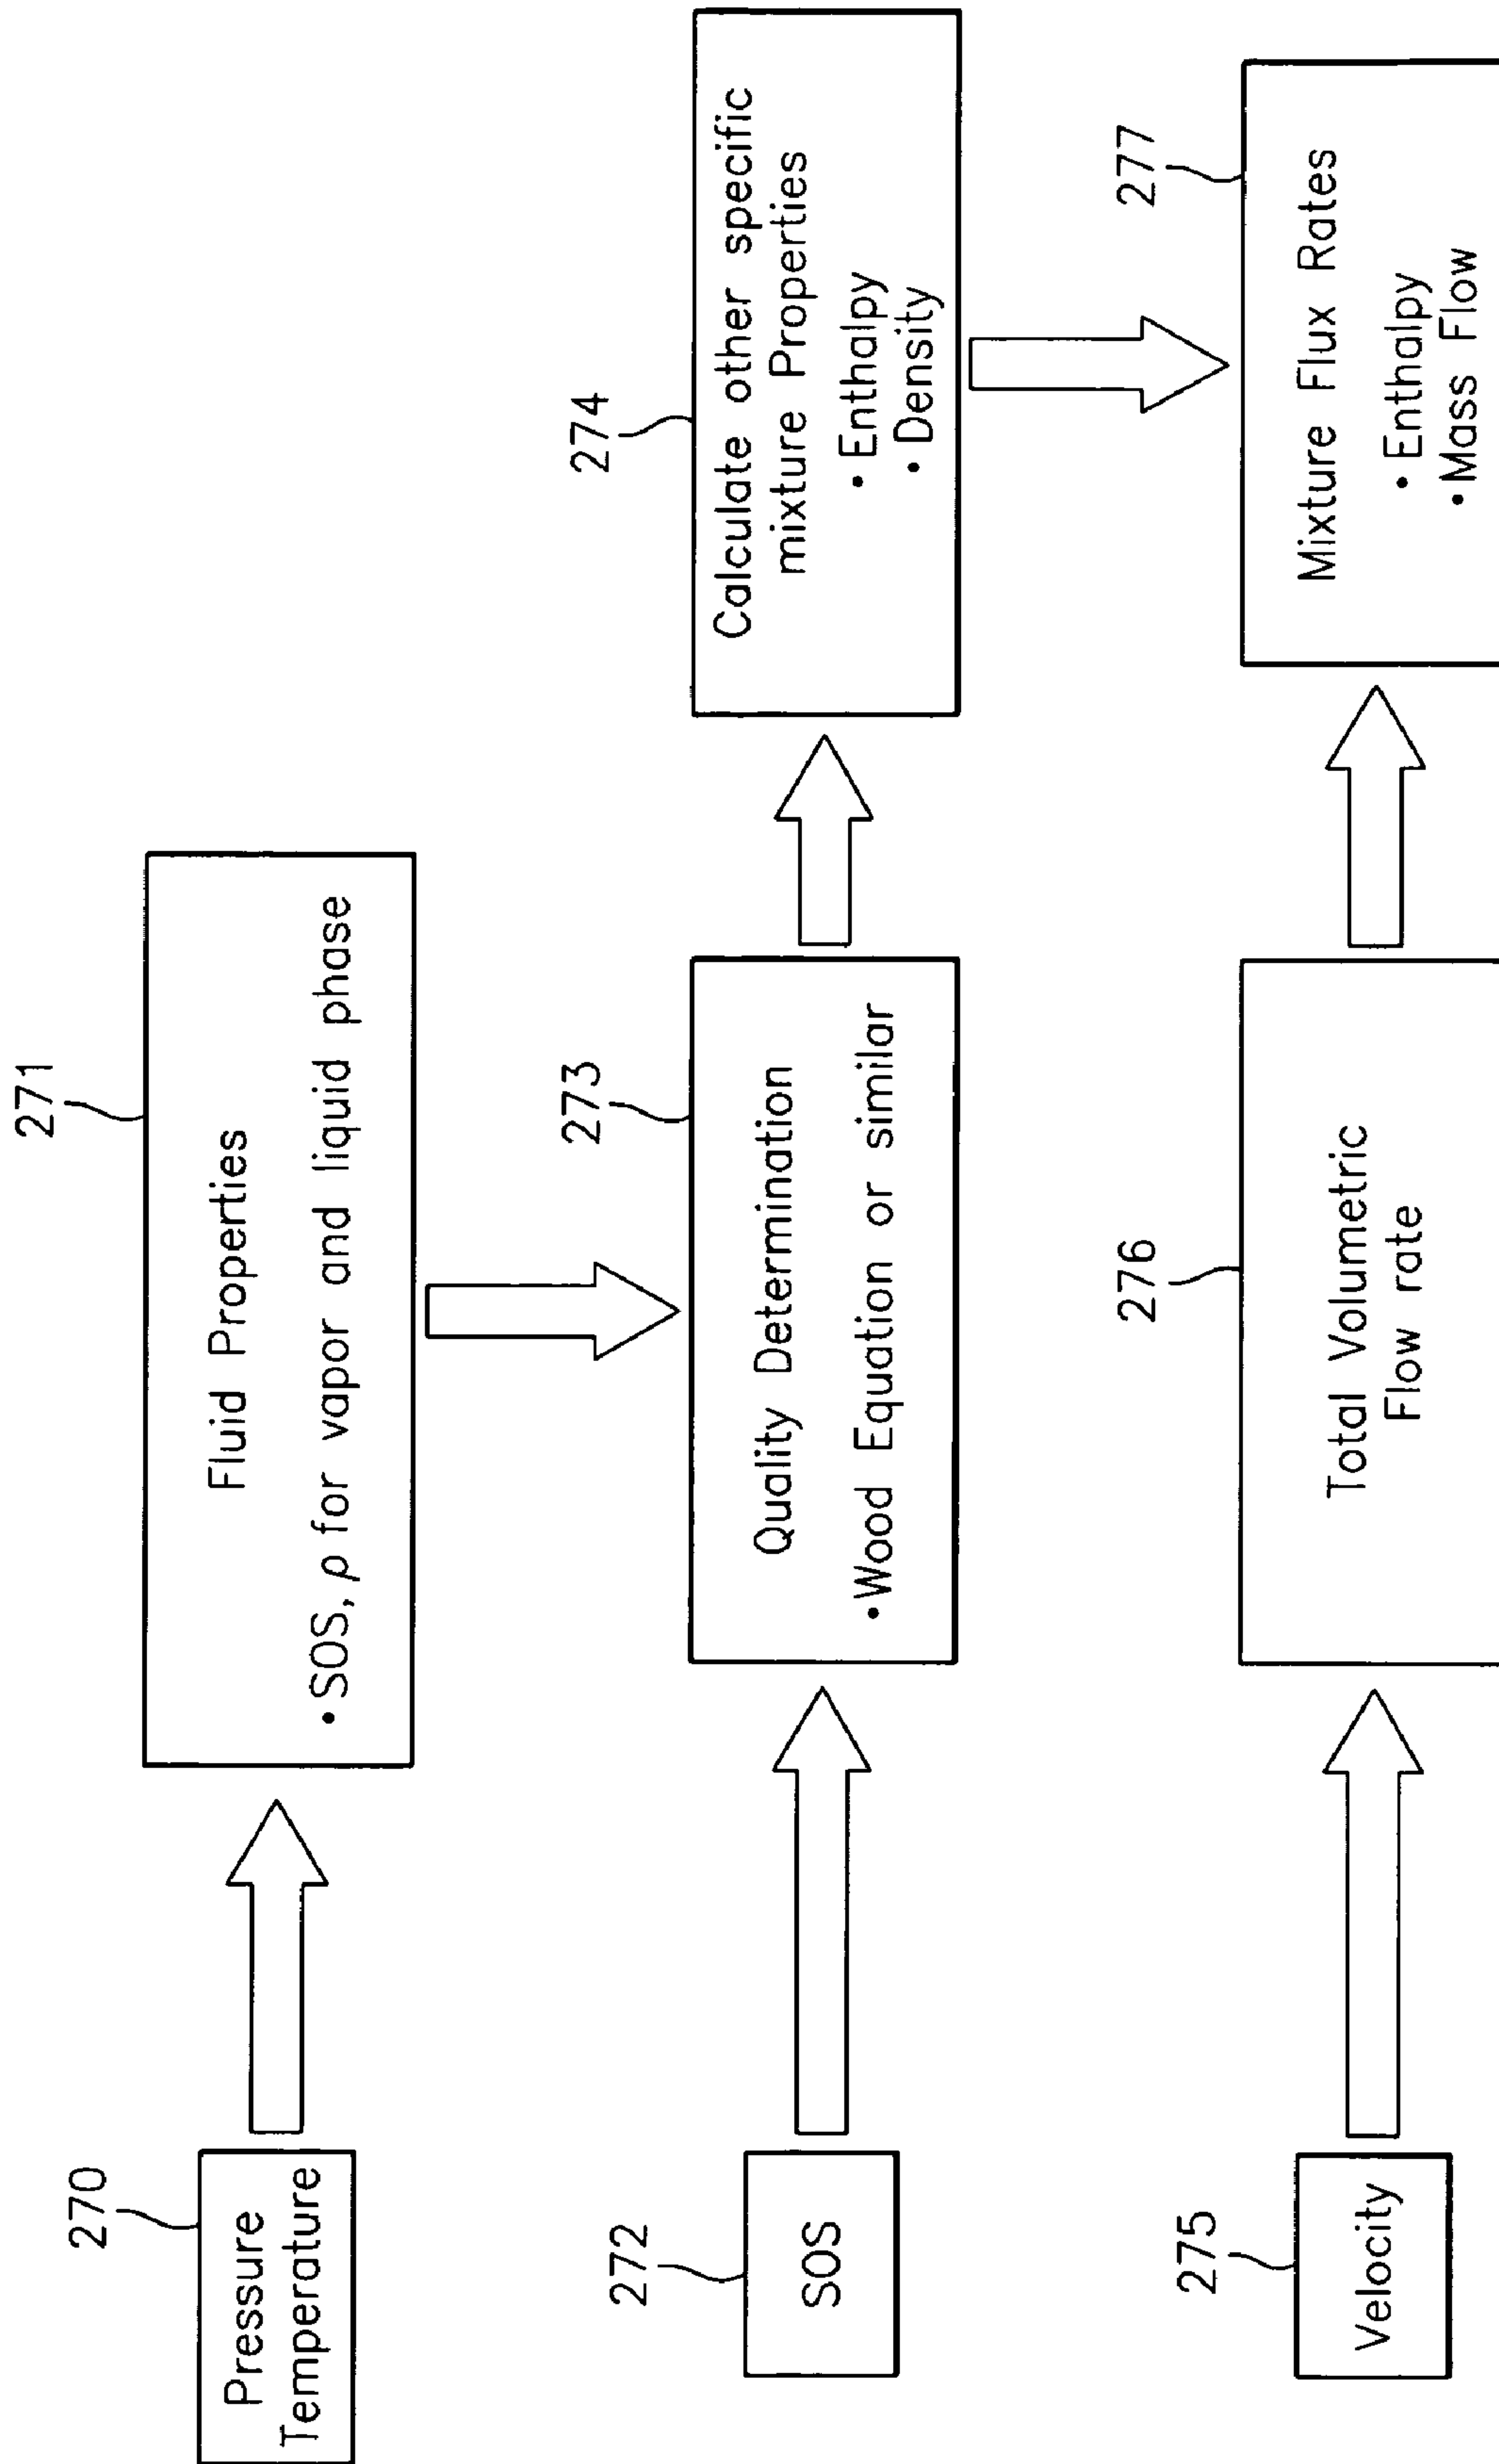 270
Pressure
Temperature
271
Fluid Properties
• SOS, ρ for vapor and liquid phase
272
SOS
273
Quality Determination
• Wood Equation or similar
274
Calculate other specific
mixture Properties
• Enthalpy
• Density
275
Velocity
276
Total Volumetric
Flow rate
277
Mixture Flux Rates
• Enthalpy
• Mass Flow